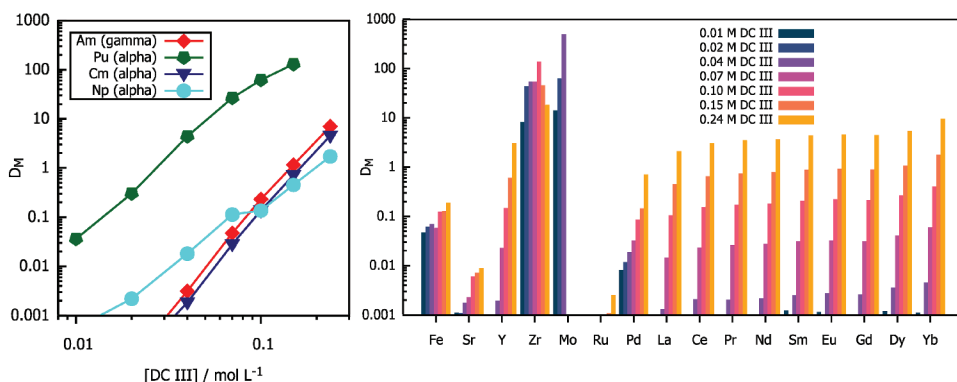 1000
100
10
1
0.1
0.01
0.001
D_M
Am (gamma)
Pu (alpha)
Cm (alpha)
Np (alpha)
0.01 0.1
[DC III] / mol L⁻¹
1000
100
10
1
0.1
0.01
0.001
D_M
0.01 M DC III
0.02 M DC III
0.04 M DC III
0.07 M DC III
0.10 M DC III
0.15 M DC III
0.24 M DC III
Fe Sr Y Zr Mo Ru Pd La Ce Pr Nd Sm Eu Gd Dy Yb